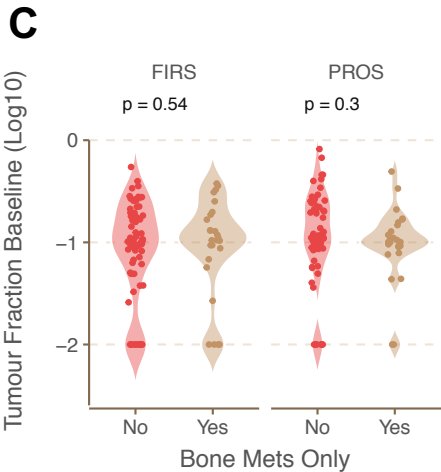 C
FIRS PROS
p = 0.54 p = 0.3
Tumour Fraction Baseline (Log10)
0
−1
−2
No Yes No Yes
Bone Mets Only